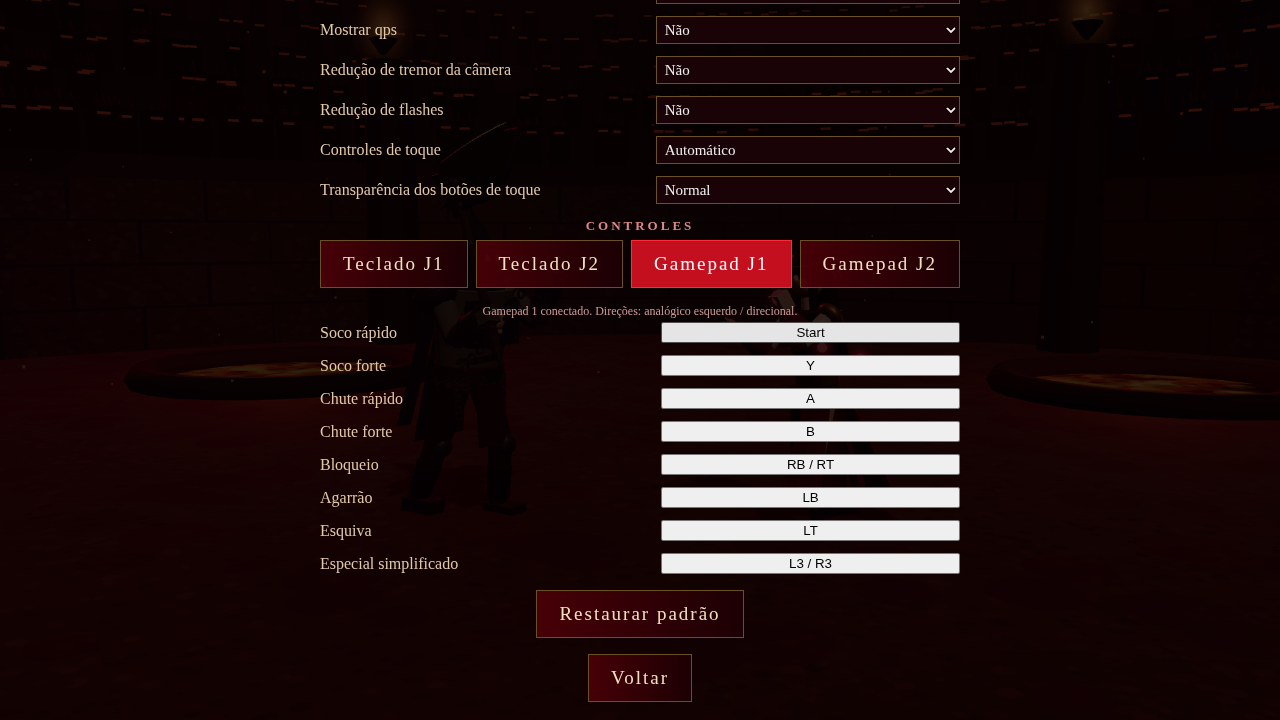 Mostrar qps Não
Redução de tremor da câmera Não
Redução de flashes Não
Controles de toque Automático
Transparência dos botões de toque Normal
CONTROLES
Teclado J1 Teclado J2 Gamepad J1 Gamepad J2
Gamepad 1 conectado. Direções: analógico esquerdo / direcional.
Soco rápido Start
Soco forte Y
Chute rápido A
Chute forte B
Bloqueio RB / RT
Agarrão LB
Esquiva LT
Especial simplificado L3 / R3
Restaurar padrão
Voltar